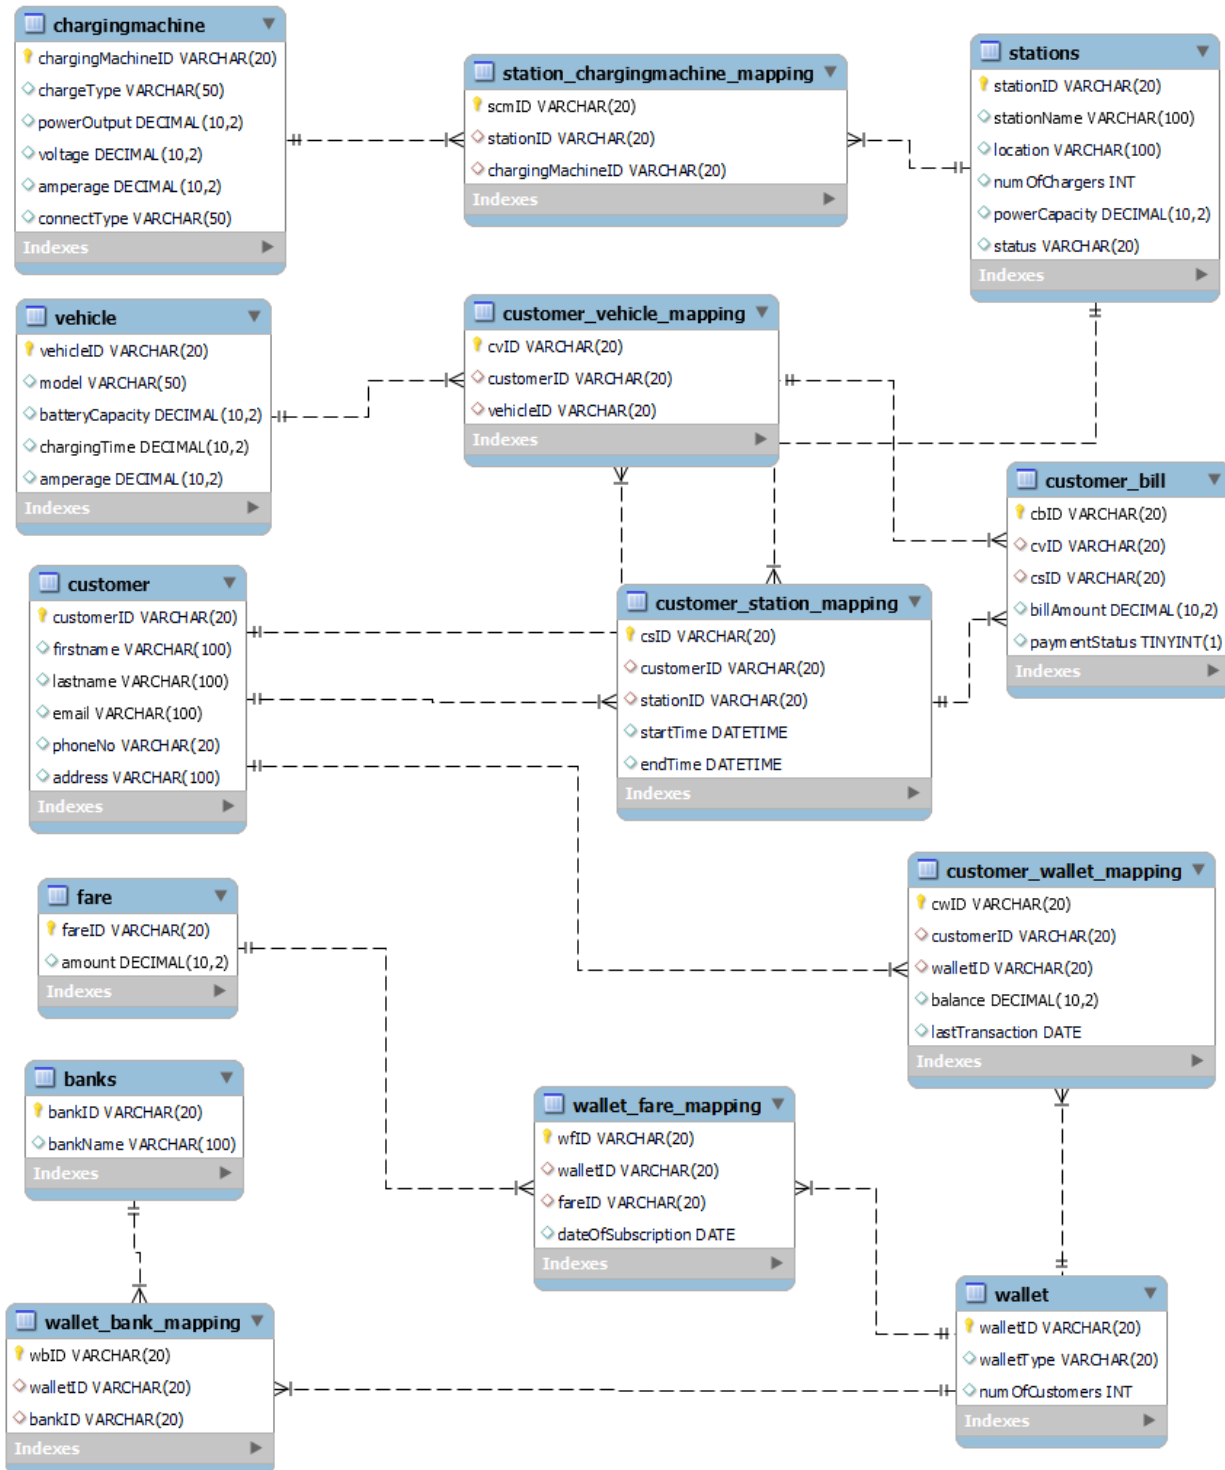 chargingmachine
chargingMachineID VARCHAR(20)
chargeType VARCHAR(50)
powerOutput DECIMAL(10,2)
voltage DECIMAL(10,2)
amperage DECIMAL(10,2)
connectType VARCHAR(50)
Indexes
station_chargingmachine_mapping
scmID VARCHAR(20)
stationID VARCHAR(20)
chargingMachineID VARCHAR(20)
Indexes
stations
stationID VARCHAR(20)
stationName VARCHAR(100)
location VARCHAR(100)
numOfChargers INT
powerCapacity DECIMAL(10,2)
status VARCHAR(20)
Indexes
vehicle
vehicleID VARCHAR(20)
model VARCHAR(50)
batteryCapacity DECIMAL(10,2)
chargingTime DECIMAL(10,2)
amperage DECIMAL(10,2)
Indexes
customer_vehicle_mapping
cvID VARCHAR(20)
customerID VARCHAR(20)
vehicleID VARCHAR(20)
Indexes
customer_bill
cbID VARCHAR(20)
cvID VARCHAR(20)
csID VARCHAR(20)
billAmount DECIMAL(10,2)
paymentStatus TINYINT(1)
Indexes
customer
customerID VARCHAR(20)
firstname VARCHAR(100)
lastname VARCHAR(100)
email VARCHAR(100)
phoneNo VARCHAR(20)
address VARCHAR(100)
Indexes
customer_station_mapping
csID VARCHAR(20)
customerID VARCHAR(20)
stationID VARCHAR(20)
startTime DATETIME
endTime DATETIME
Indexes
customer_wallet_mapping
cwID VARCHAR(20)
customerID VARCHAR(20)
walletID VARCHAR(20)
balance DECIMAL(10,2)
lastTransaction DATE
Indexes
fare
fareID VARCHAR(20)
amount DECIMAL(10,2)
Indexes
banks
bankID VARCHAR(20)
bankName VARCHAR(100)
Indexes
wallet_fare_mapping
wfID VARCHAR(20)
walletID VARCHAR(20)
fareID VARCHAR(20)
dateOfSubscription DATE
Indexes
wallet_bank_mapping
wbID VARCHAR(20)
walletID VARCHAR(20)
bankID VARCHAR(20)
Indexes
wallet
walletID VARCHAR(20)
walletType VARCHAR(20)
numOfCustomers INT
Indexes